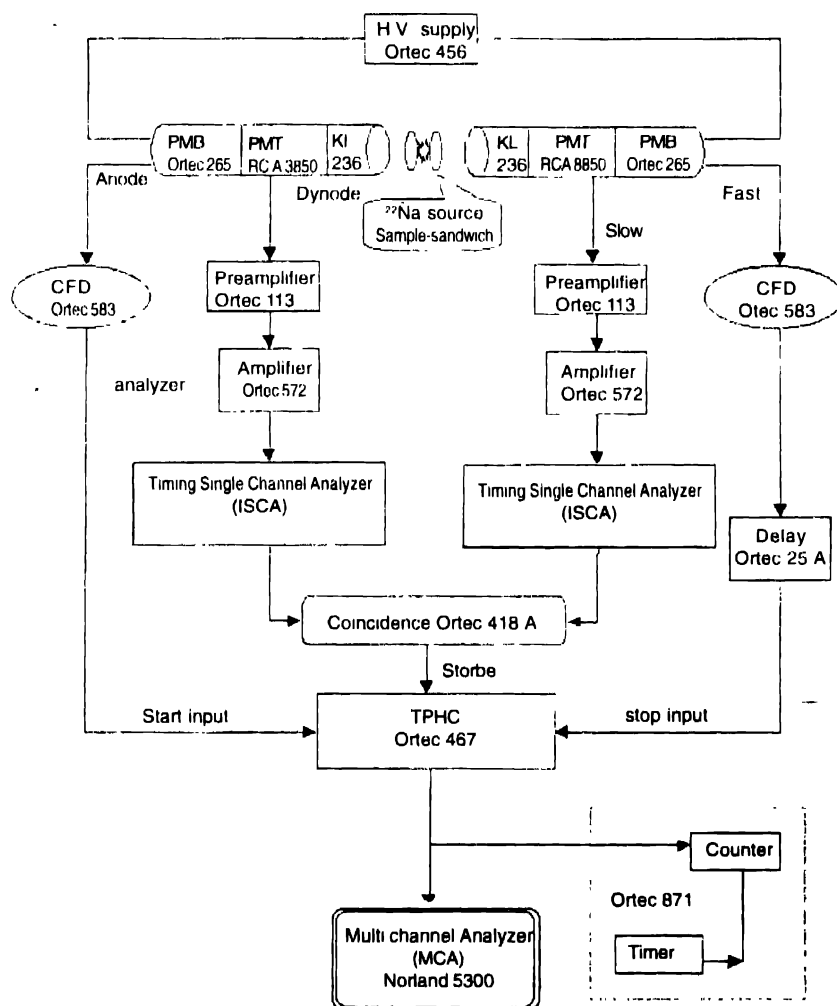 H V supply
Ortec 456
PMB
Ortec 265
PMT
RCA 3850
KI
236
KL
236
PMT
RCA 8850
PMB
Ortec 265
Anode
Dynode
²²Na source
Sample-sandwich
Slow
Fast
CFD
Ortec 583
Preamplifier
Ortec 113
Preamplifier
Ortec 113
CFD
Otec 583
analyzer
Amplifier
Ortec 572
Amplifier
Ortec 572
Timing Single Channel Analyzer
(ISCA)
Timing Single Channel Analyzer
(ISCA)
Delay
Ortec 25 A
Coincidence Ortec 418 A
Storbe
Start input
TPHC
Ortec 467
stop input
Counter
Ortec 871
Timer
Multi channel Analyzer
(MCA)
Norland 5300